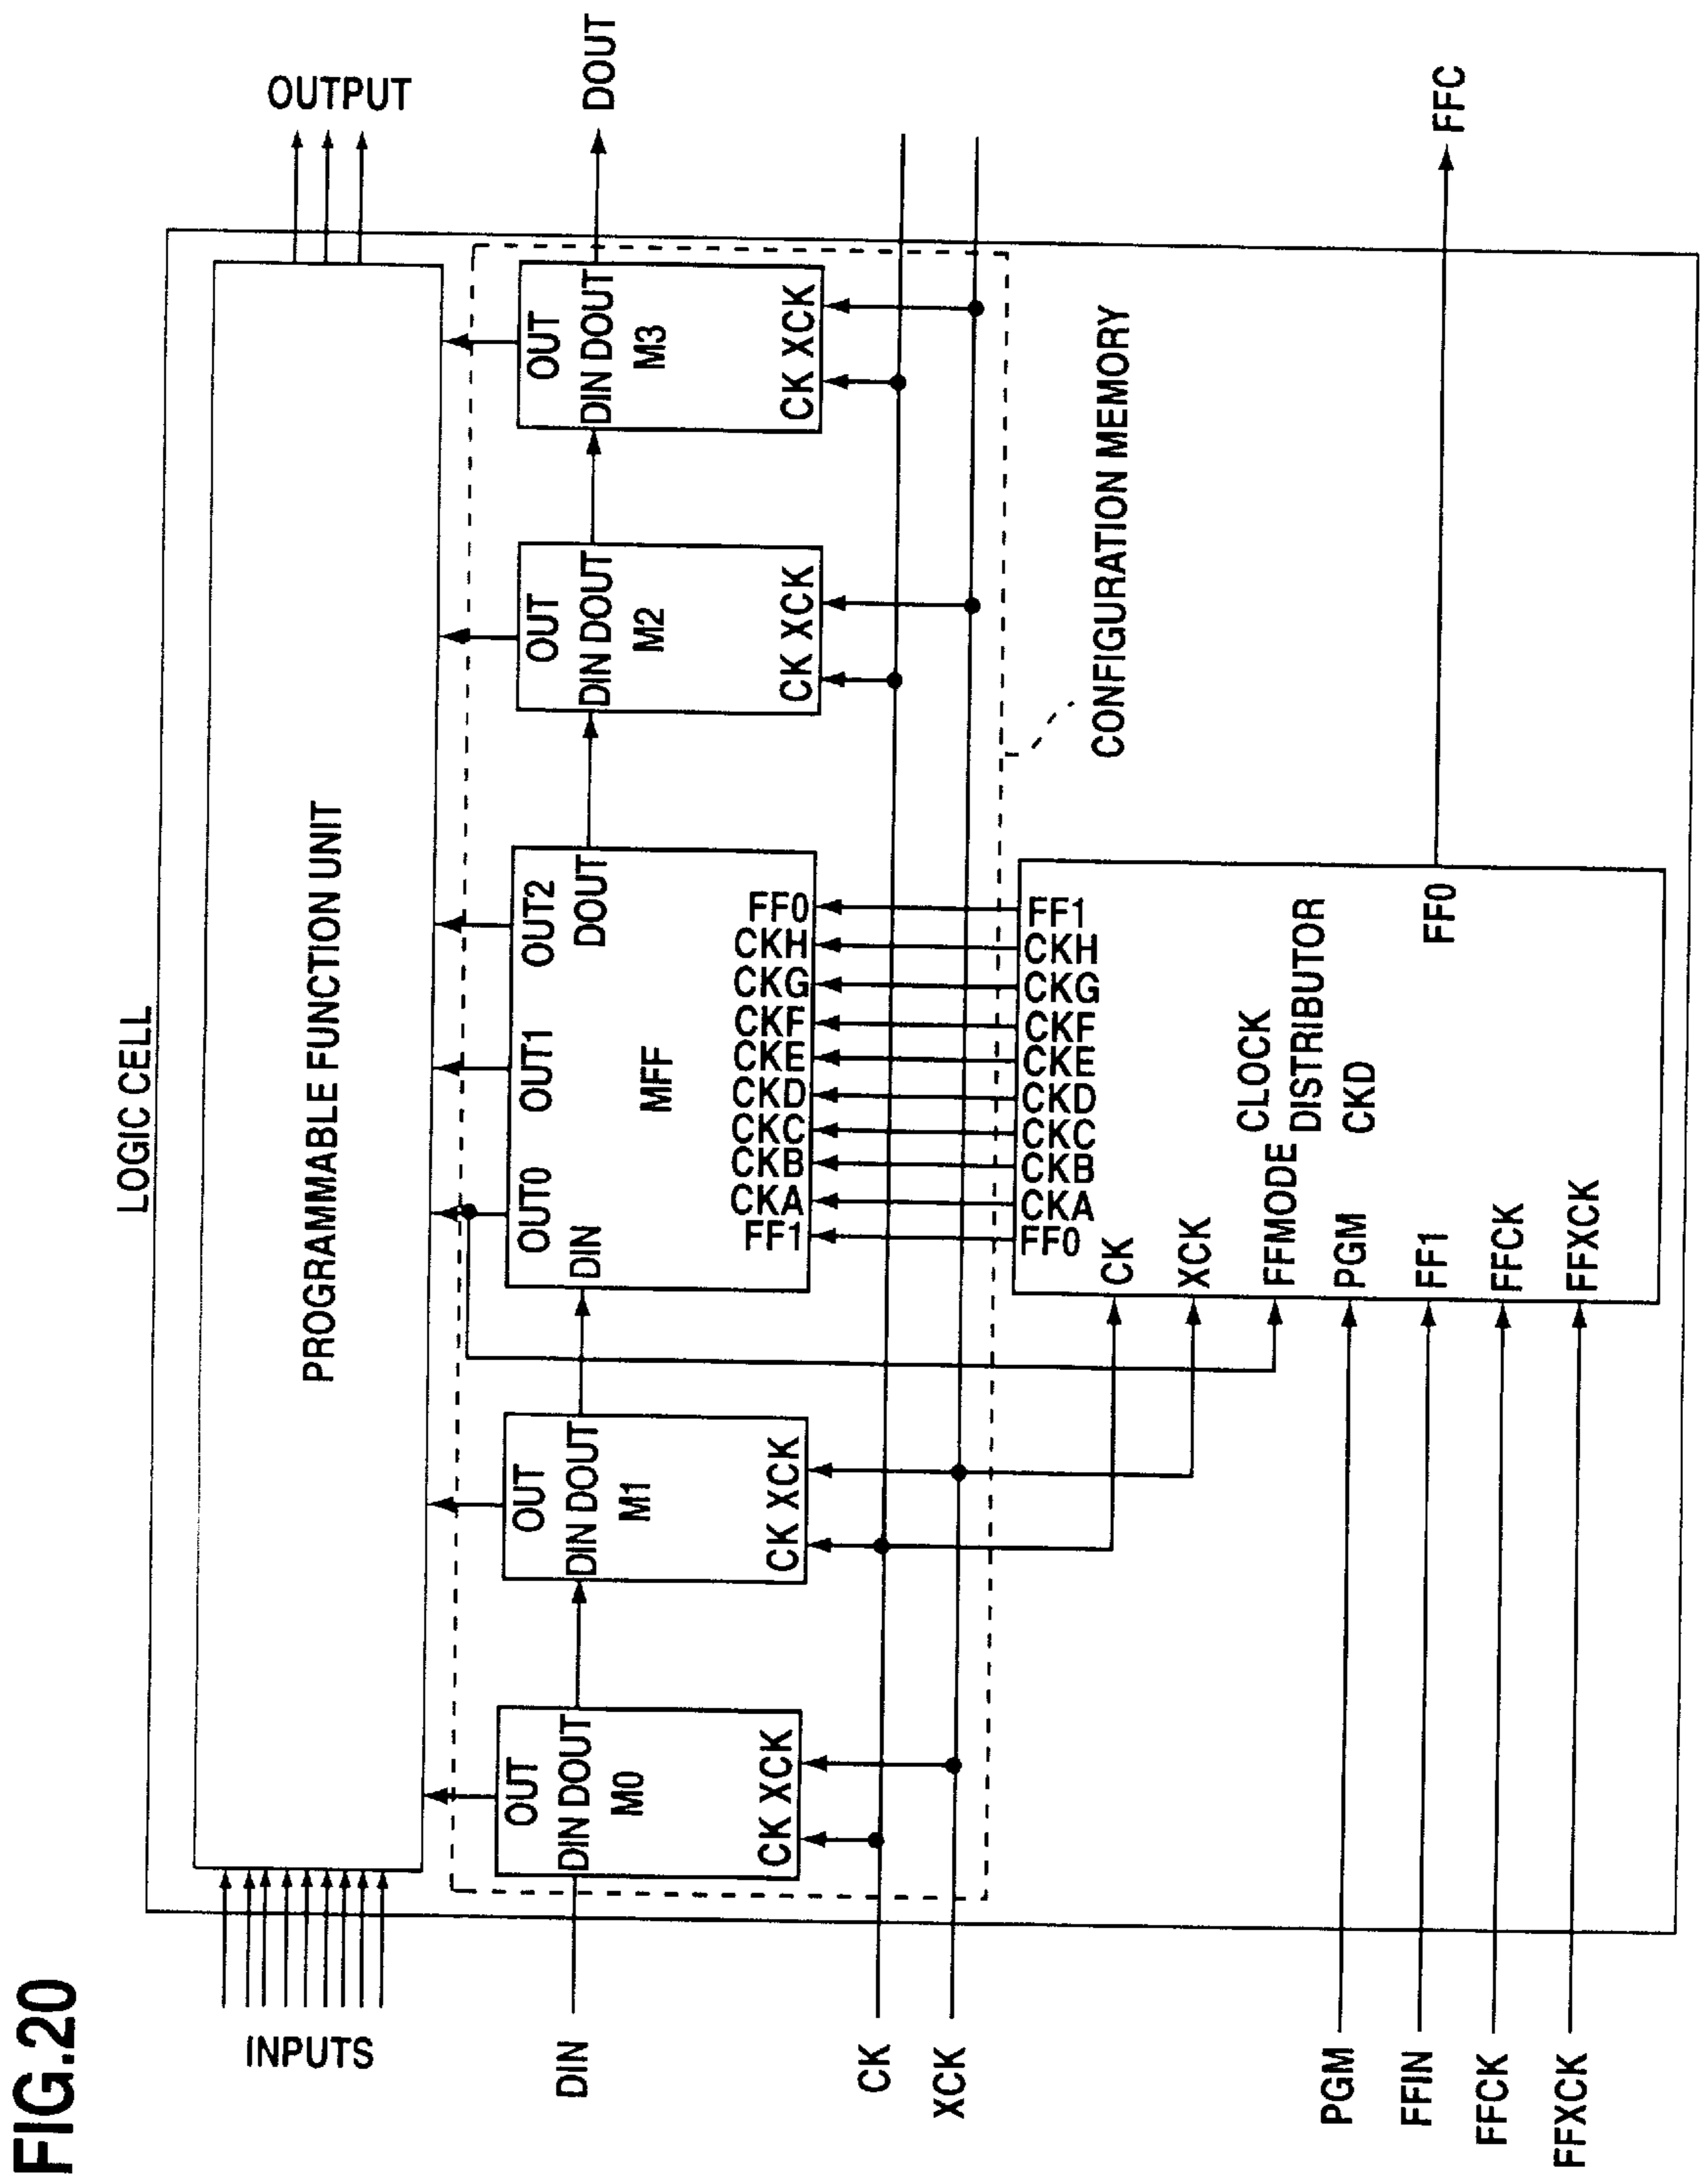 FIG.20
LOGIC CELL
INPUTS
PROGRAMMABLE FUNCTION UNIT
OUTPUT
OUT
DIN DOUT
M0
CK XCK
OUT
DIN DOUT
M1
CK XCK
OUT0 OUT1 OUT2
DIN DOUT
MFF
FF1 CKA CKB CKC CKD CKE CKF CKG CKH FF0
OUT
DIN DOUT
M2
CK XCK
OUT
DIN DOUT
M3
CK XCK
DIN
DOUT
CK
XCK
CONFIGURATION MEMORY
FF0 CKA CKB CKC CKD CKE CKF CKG CKH FF1
CK
XCK
FFMODE
PGM
FF1
FFCK
FFXCK
CLOCK
DISTRIBUTOR
CKD
FF0
FFC
PGM
FFIN
FFCK
FFXCK